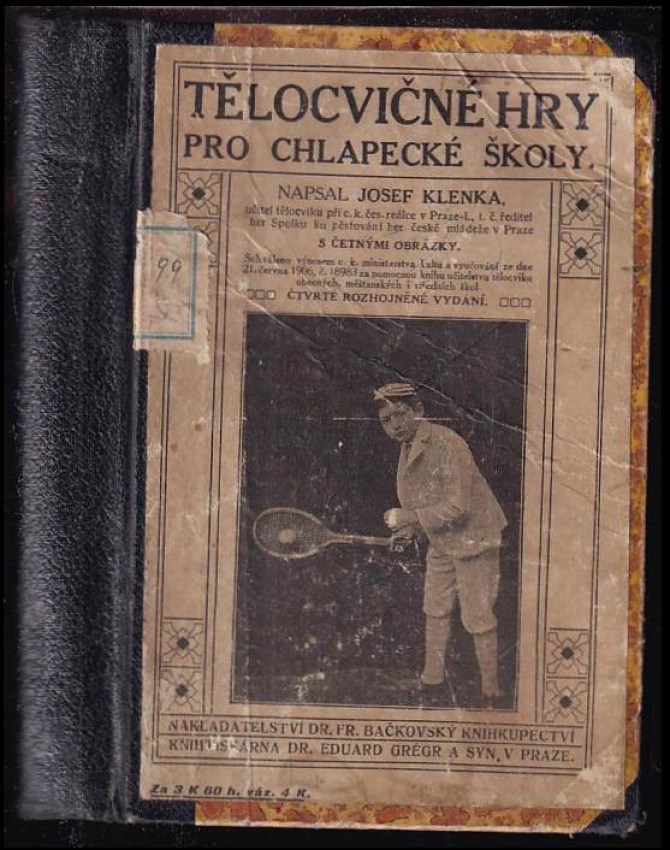 TĚLOCVIČNÉ HRY
PRO CHLAPECKÉ ŠKOLY.
NAPSAL JOSEF KLENKA,
učitel tělocviku při c. k. čes. reálce v Praze-I., t. č. ředitel
her Spolku ku pěstování her české mládeže v Praze
S ČETNÝMI OBRÁZKY.
Schváleno výnosem c. k. ministerstva kultu a vyučování ze dne
21. června 1906, č. 18983 za pomocnou knihu učitelstvu tělocviku
obecných, měšťanských i středních škol
ČTVRTÉ ROZHOJNĚNÉ VYDÁNÍ.
99
NAKLADATELSTVÍ DR. FR. BAČKOVSKÝ KNIHKUPECTVÍ
KNIHTISKÁRNA DR. EDUARD GRÉGR A SYN, V PRAZE.
Za 3 K 60 h. váz. 4 K.